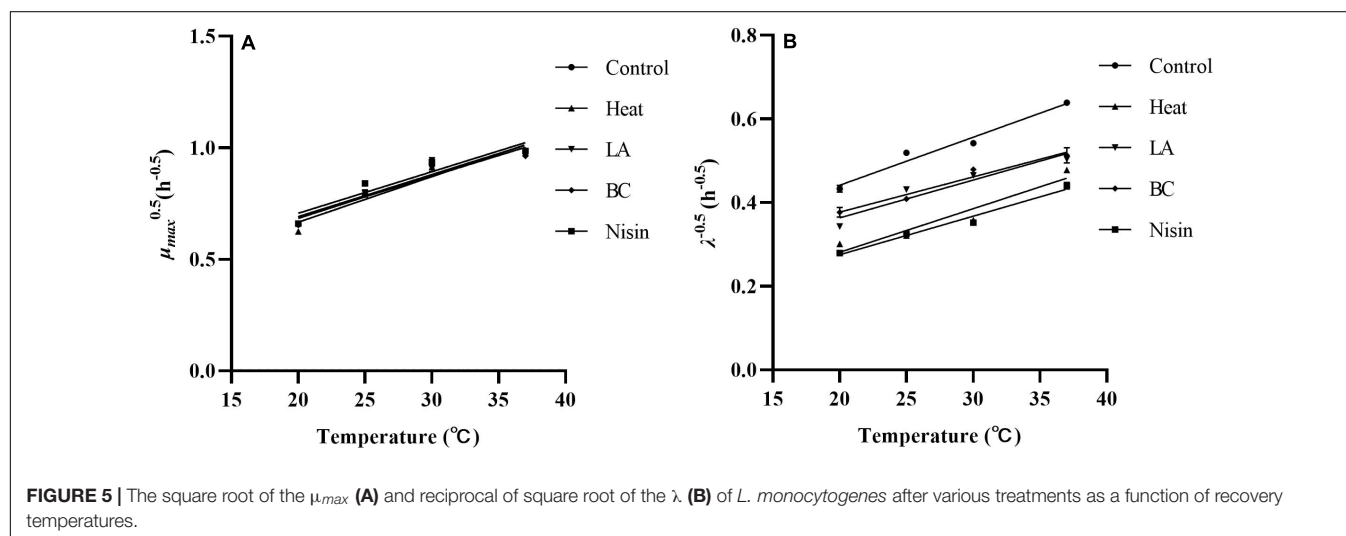 A
1.5
1.0
0.5
0.0
μmax^0.5 (h^-0.5)
15 20 25 30 35 40
Temperature (℃)
Control
Heat
LA
BC
Nisin
B
0.8
0.6
0.4
0.2
0.0
λ^-0.5 (h^-0.5)
15 20 25 30 35 40
Temperature (℃)
Control
Heat
LA
BC
Nisin
FIGURE 5 | The square root of the μmax (A) and reciprocal of square root of the λ (B) of L. monocytogenes after various treatments as a function of recovery
temperatures.